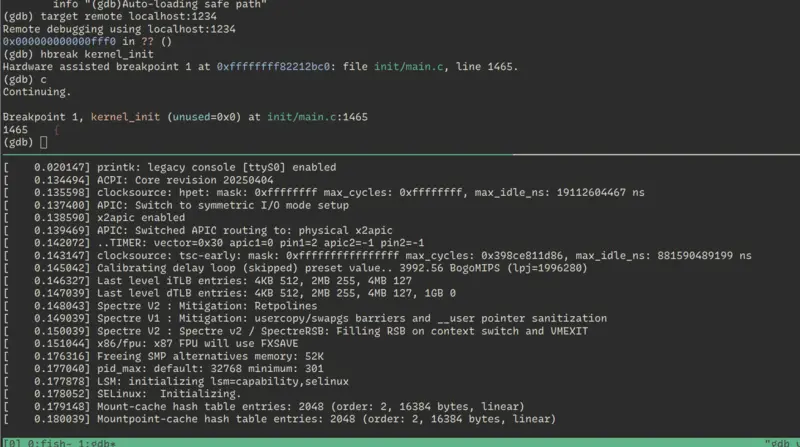 info "(gdb)Auto-loading safe path"
(gdb) target remote localhost:1234
Remote debugging using localhost:1234
0x000000000000fff0 in ?? ()
(gdb) hbreak kernel_init
Hardware assisted breakpoint 1 at 0xffffffff82212bc0: file init/main.c, line 1465.
(gdb) c
Continuing.
Breakpoint 1, kernel_init (unused=0x0) at init/main.c:1465
1465 {
(gdb)
[ 0.020147] printk: legacy console [ttyS0] enabled
[ 0.134494] ACPI: Core revision 20250404
[ 0.135598] clocksource: hpet: mask: 0xffffffff max_cycles: 0xffffffff, max_idle_ns: 19112604467 ns
[ 0.137400] APIC: Switch to symmetric I/O mode setup
[ 0.138590] x2apic enabled
[ 0.139469] APIC: Switched APIC routing to: physical x2apic
[ 0.142072] ..TIMER: vector=0x30 apic1=0 pin1=2 apic2=-1 pin2=-1
[ 0.143147] clocksource: tsc-early: mask: 0xffffffffffffffff max_cycles: 0x398ce811d86, max_idle_ns: 881590489199 ns
[ 0.145042] Calibrating delay loop (skipped) preset value.. 3992.56 BogoMIPS (lpj=1996280)
[ 0.146327] Last level iTLB entries: 4KB 512, 2MB 255, 4MB 127
[ 0.147039] Last level dTLB entries: 4KB 512, 2MB 255, 4MB 127, 1GB 0
[ 0.148043] Spectre V2 : Mitigation: Retpolines
[ 0.149039] Spectre V1 : Mitigation: usercopy/swapgs barriers and __user pointer sanitization
[ 0.150039] Spectre V2 : Spectre v2 / SpectreRSB: Filling RSB on context switch and VMEXIT
[ 0.151044] x86/fpu: x87 FPU will use FXSAVE
[ 0.176316] Freeing SMP alternatives memory: 52K
[ 0.177040] pid_max: default: 32768 minimum: 301
[ 0.177878] LSM: initializing lsm=capability,selinux
[ 0.178052] SELinux:  Initializing.
[ 0.179148] Mount-cache hash table entries: 2048 (order: 2, 16384 bytes, linear)
[ 0.180039] Mountpoint-cache hash table entries: 2048 (order: 2, 16384 bytes, linear)
[0] 0:fish- 1:gdb*